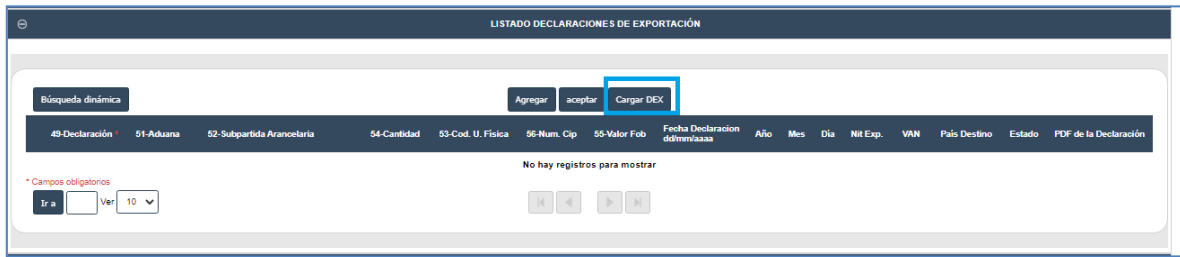 LISTADO DECLARACIONES DE EXPORTACIÓN
Búsqueda dinámica Agregar aceptar Cargar DEX
49-Declaración * 51-Aduana 52-Subpartida Arancelaria 54-Cantidad 53-Cod. U. Física 56-Num. Cip 55-Valor Fob Fecha Declaracion dd/mm/aaaa Año Mes Dia Nit Exp. VAN Pais Destino Estado PDF de la Declaración
No hay registros para mostrar
* Campos obligatorios
Ir a Ver 10